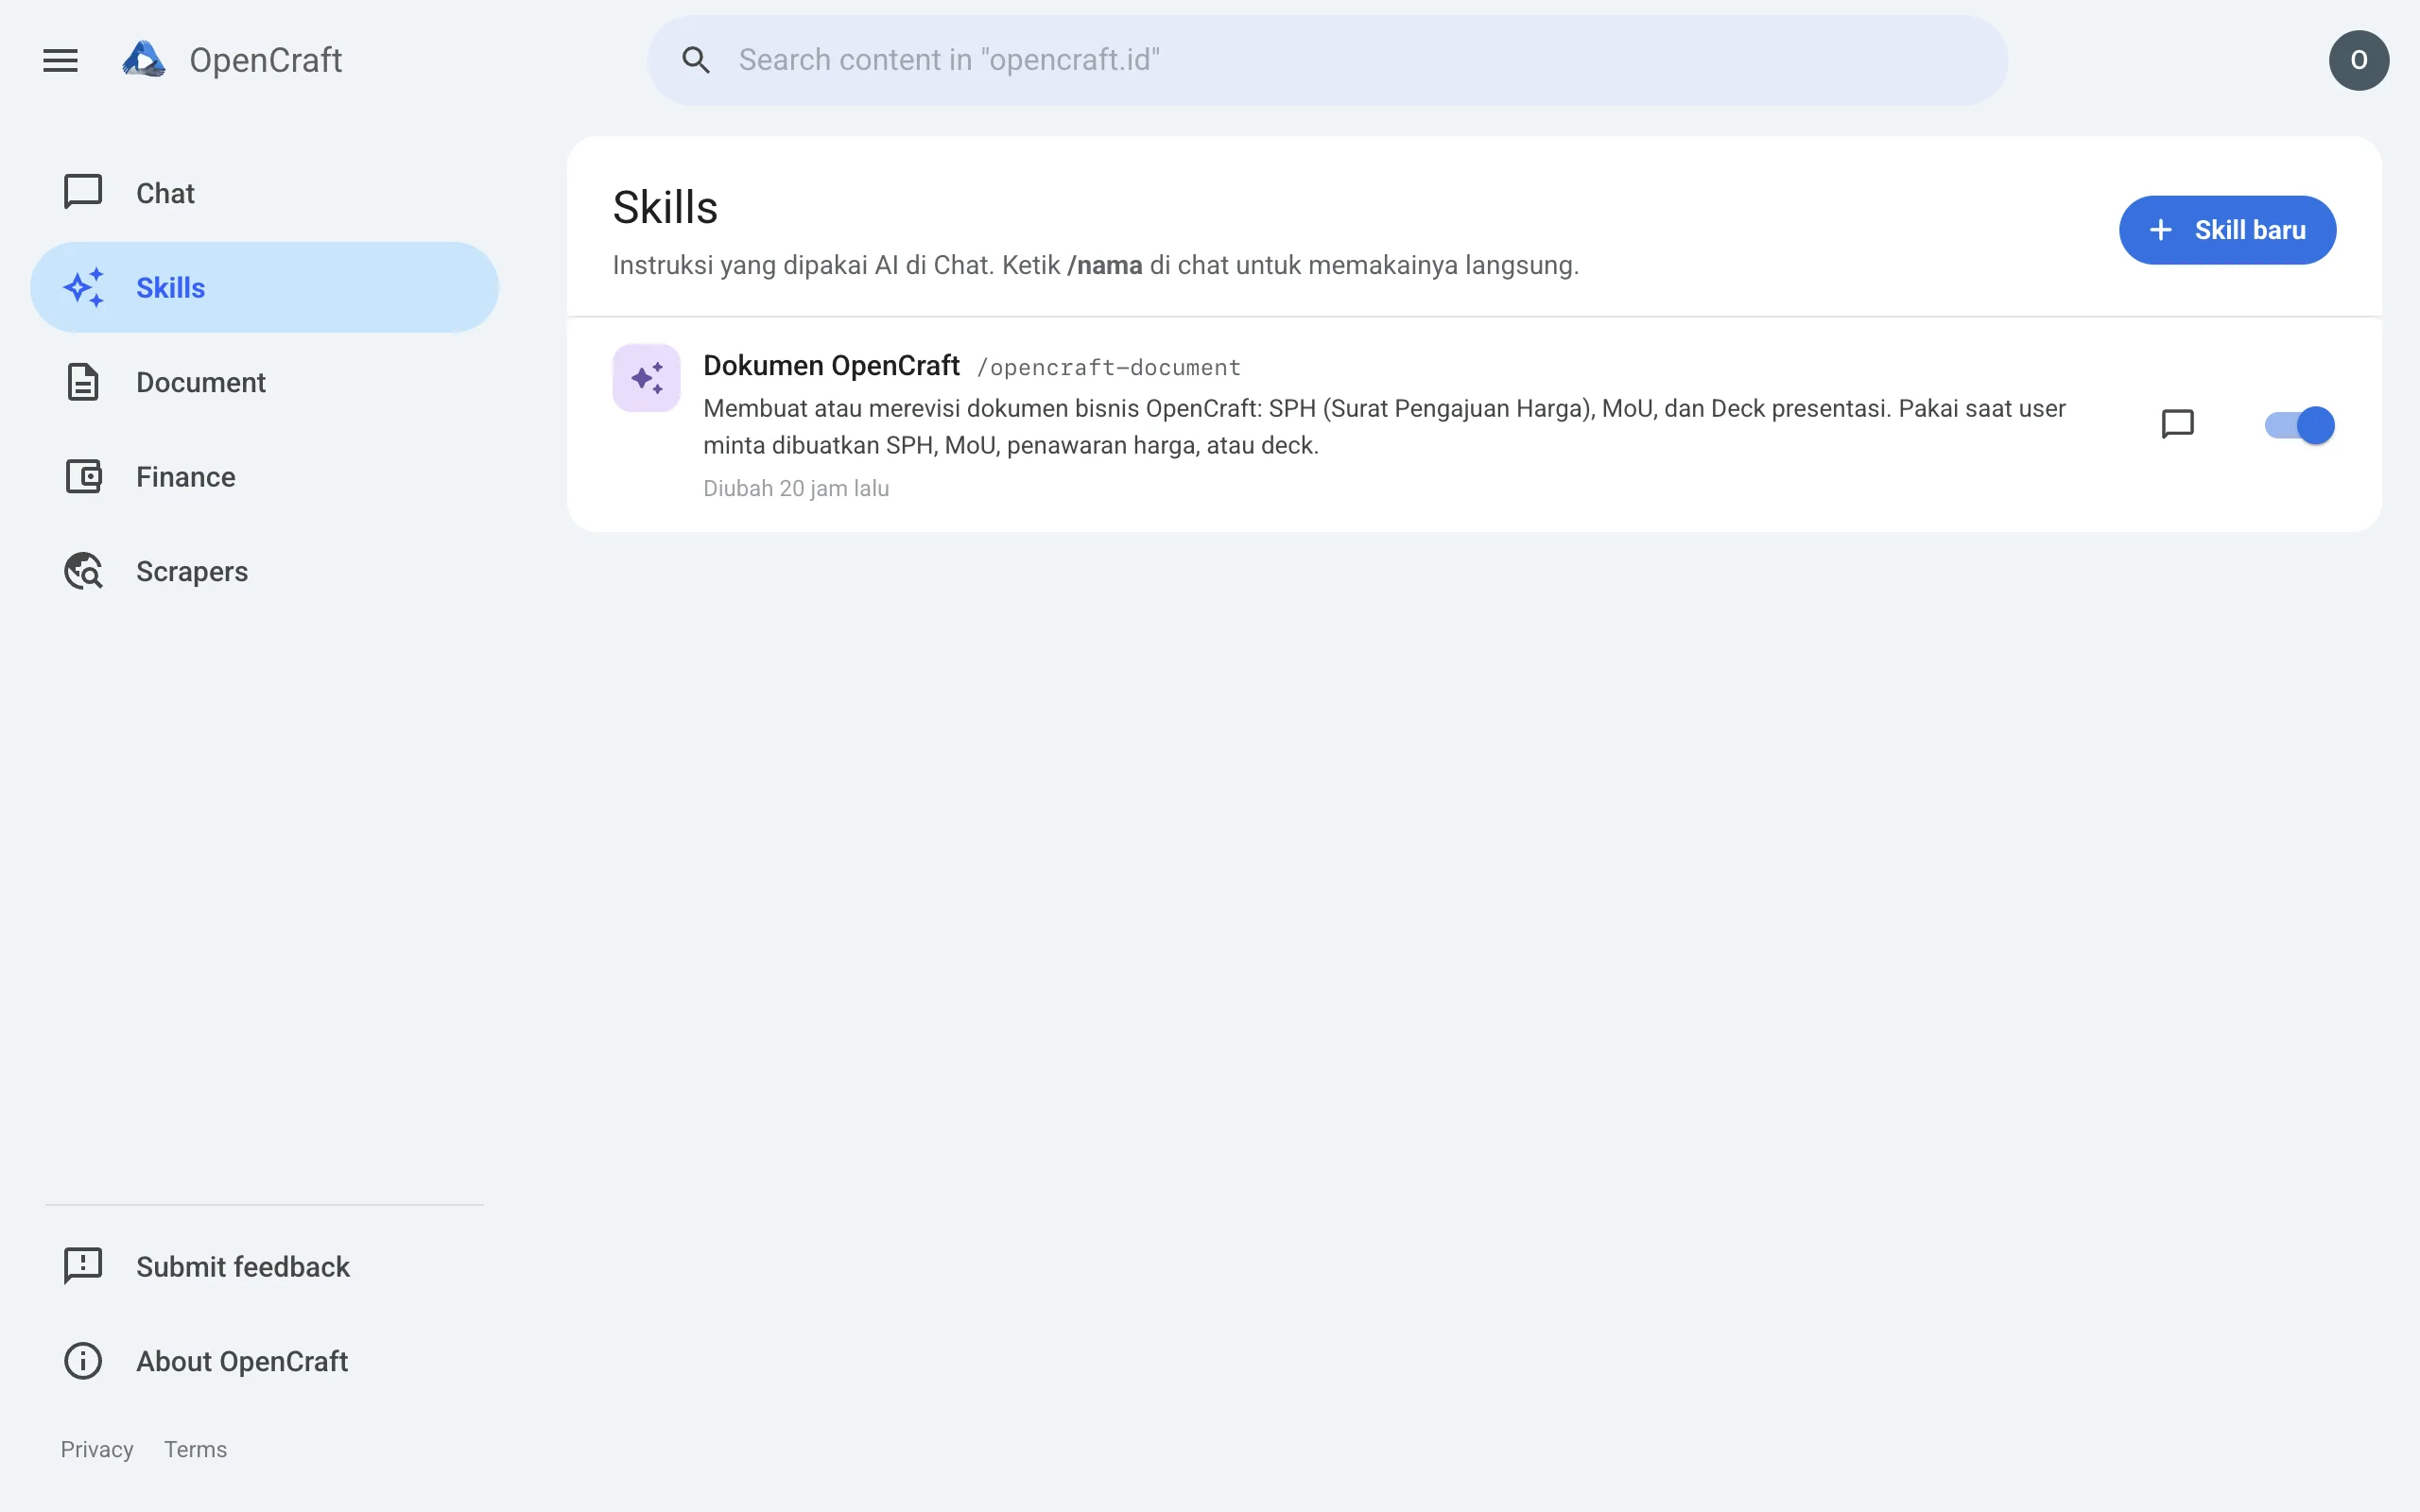 OpenCraft
Search content in "opencraft.id"
O
Chat
Skills
Document
Finance
Scrapers
Submit feedback
About OpenCraft
Privacy Terms
Skills
Instruksi yang dipakai AI di Chat. Ketik /nama di chat untuk memakainya langsung.
Skill baru
Dokumen OpenCraft /opencraft-document
Membuat atau merevisi dokumen bisnis OpenCraft: SPH (Surat Pengajuan Harga), MoU, dan Deck presentasi. Pakai saat user
minta dibuatkan SPH, MoU, penawaran harga, atau deck.
Diubah 20 jam lalu